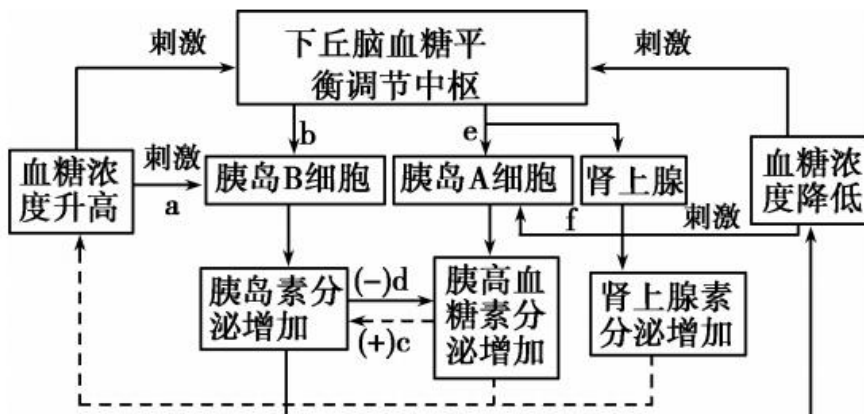 下丘脑血糖平
衡调节中枢
刺激
刺激
b
e
血糖浓
度升高
刺激
a
胰岛B细胞
胰岛A细胞
肾上腺
血糖浓
度降低
f
刺激
胰岛素分
泌增加
(−)d
(+)c
胰高血
糖素分
泌增加
肾上腺素
分泌增加